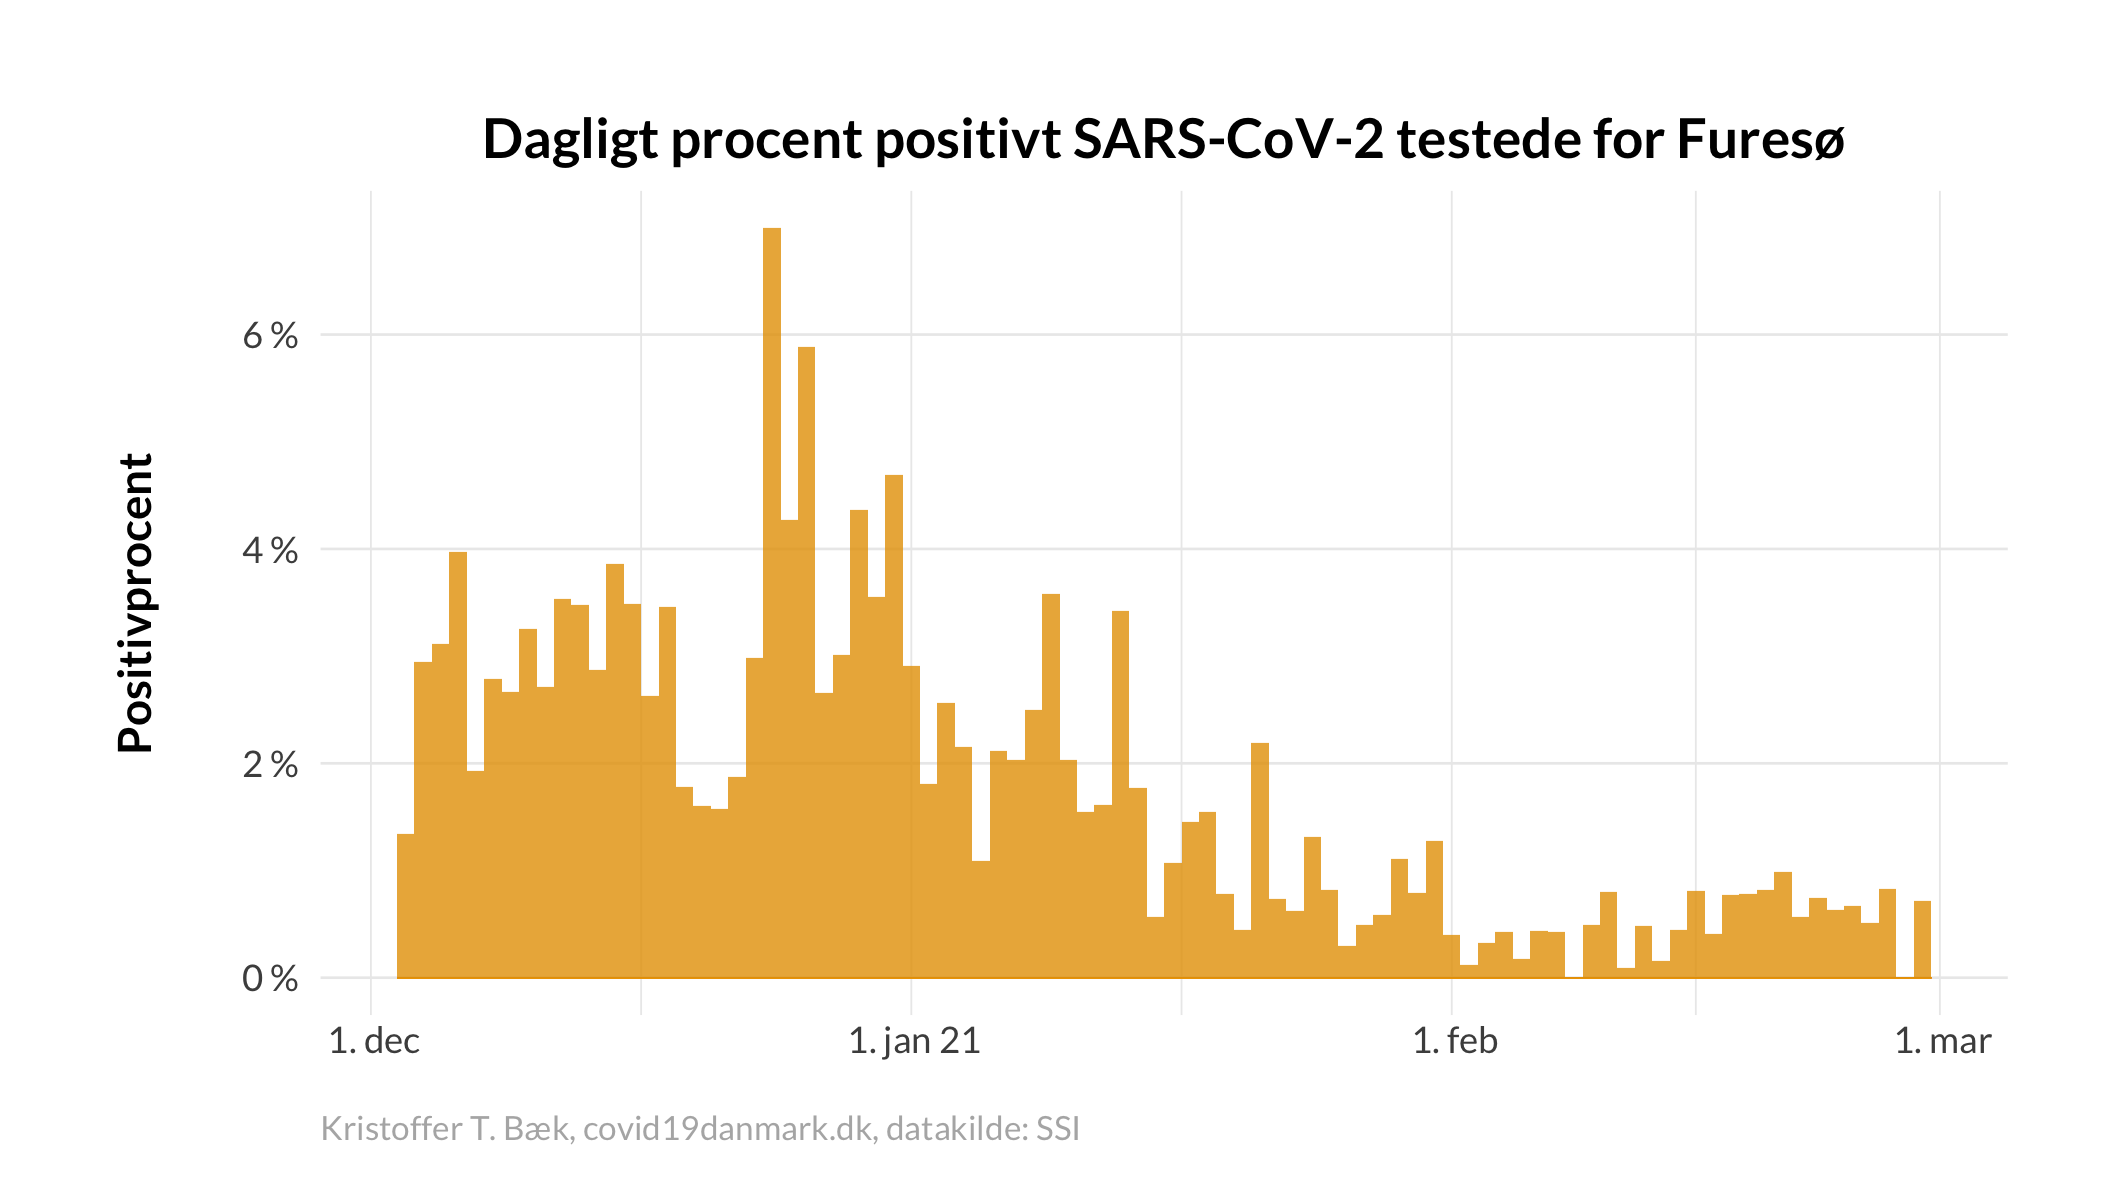 Dagligt procent positivt SARS-CoV-2 testede for Furesø
Positivprocent
6 %
4 %
2 %
0 %
1. dec
1. jan 21
1. feb
1. mar
Kristoffer T. Bæk, covid19danmark.dk, datakilde: SSI